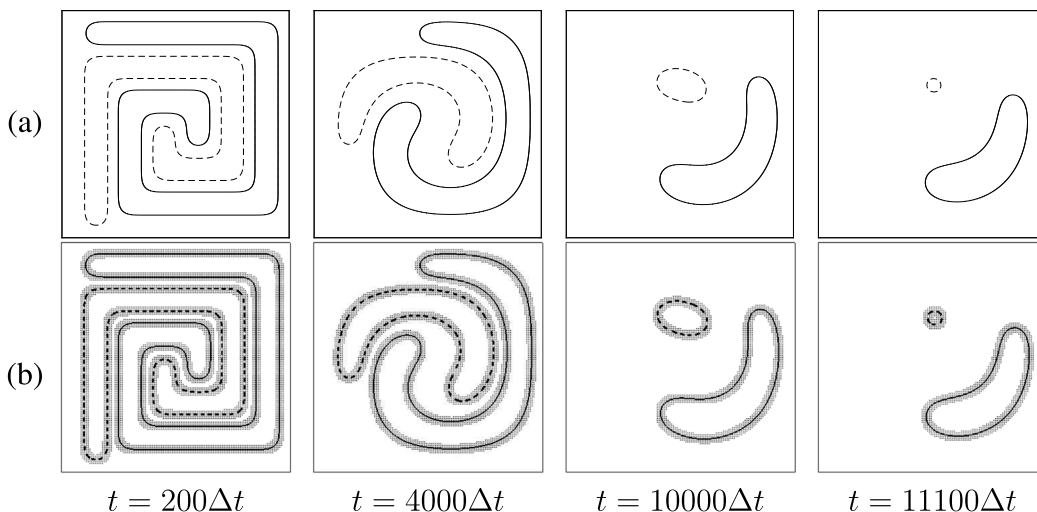 (a)
(b)
t = 200Δt
t = 4000Δt
t = 10000Δt
t = 11100Δt